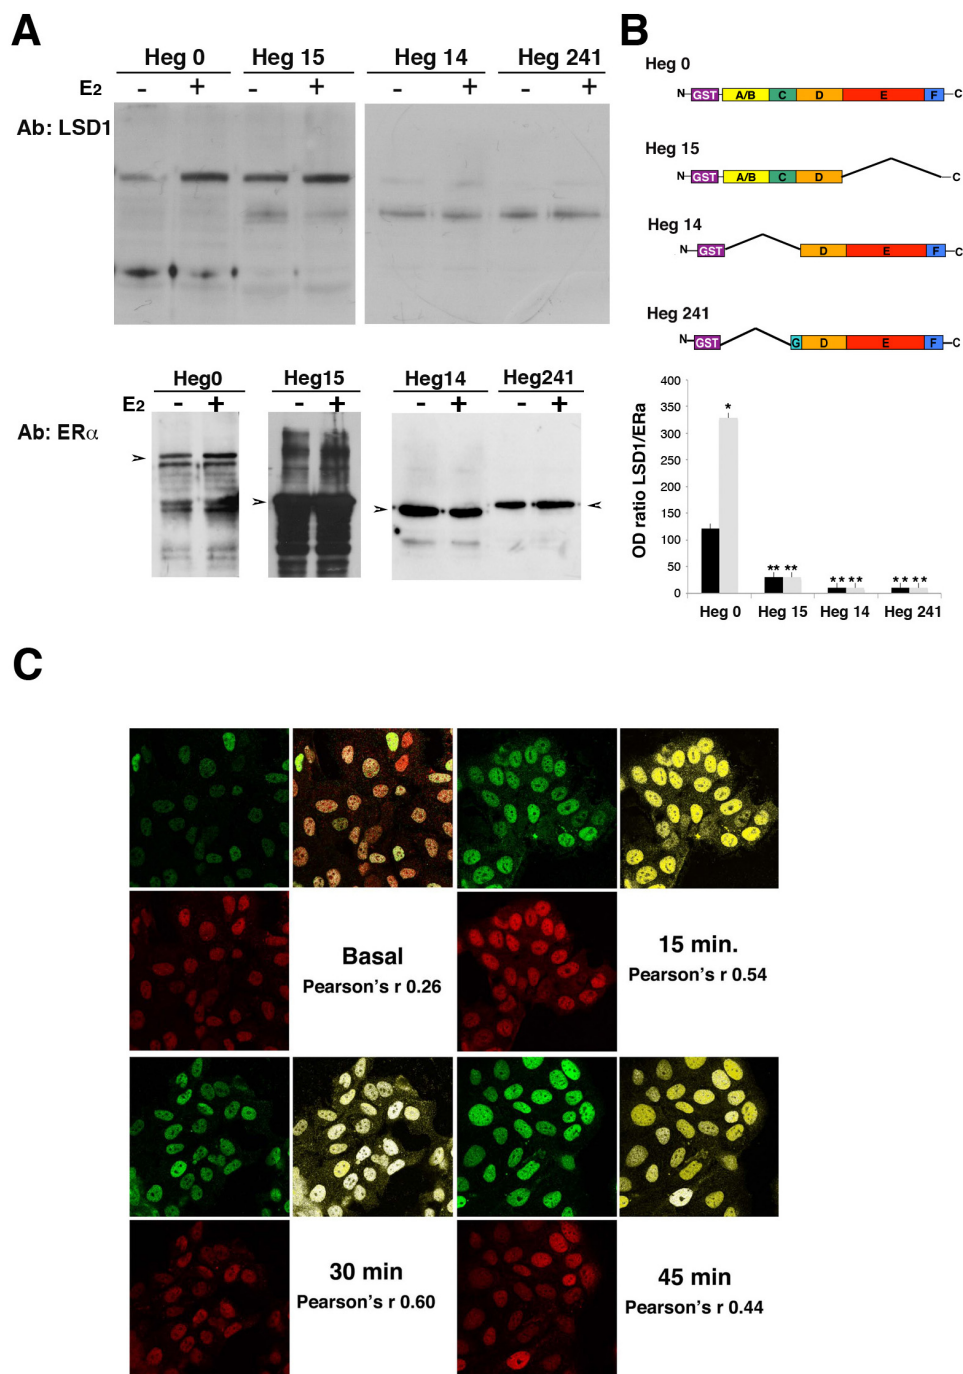 A
Heg 0 Heg 15 Heg 14 Heg 241
E2 - + - + - + - +
Ab: LSD1
Heg0 Heg15 Heg14 Heg241
E2 - + - + - + - +
Ab: ERα
B
Heg 0
N GST A/B C D E F C
Heg 15
N GST A/B C D C
Heg 14
N GST D E F C
Heg 241
N GST G D E F C
OD ratio LSD1/ERa
400
350
300
250
200
150
100
50
0
*
** ** ** ** ** **
Heg 0 Heg 15 Heg 14 Heg 241
C
Basal
Pearson's r 0.26
15 min.
Pearson's r 0.54
30 min
Pearson's r 0.60
45 min
Pearson's r 0.44